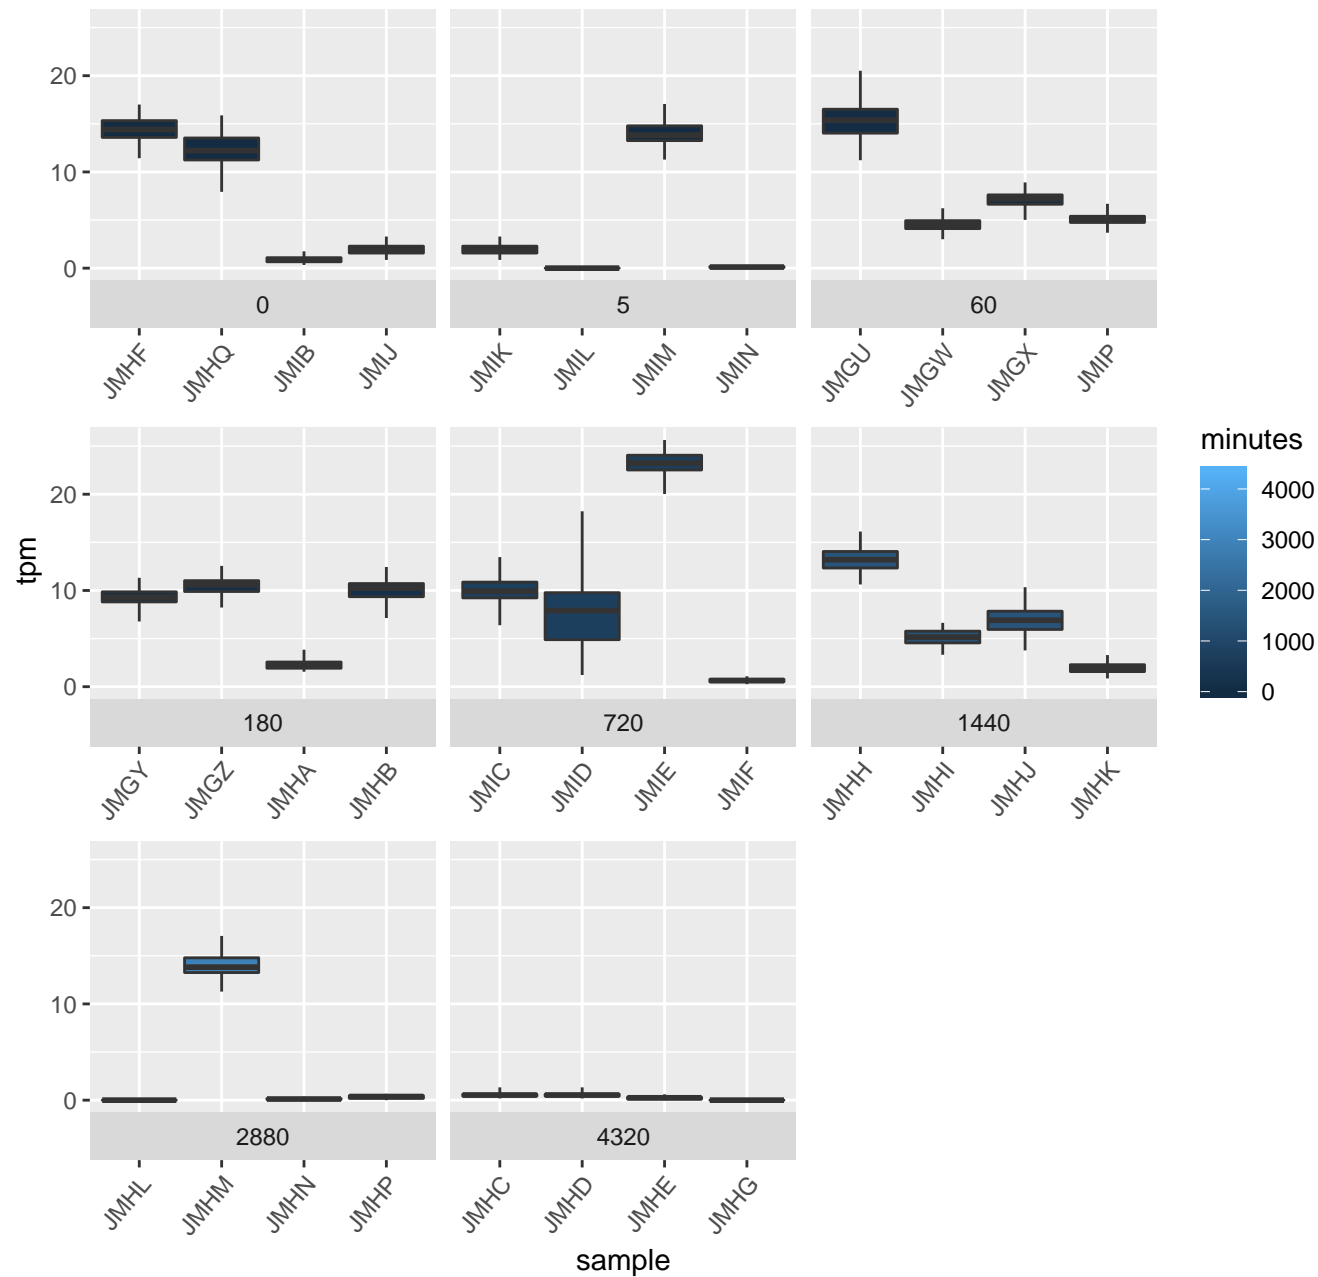 20
10
0
0
5
60
JMHF
JMHQ
JMIB
JMIJ
JMIK
JMIL
JMIM
JMIN
JMGU
JMGW
JMGX
JMIP
tpm
20
10
0
180
720
1440
JMGY
JMGZ
JMHA
JMHB
JMIC
JMID
JMIE
JMIF
JMHH
JMHI
JMHJ
JMHK
minutes
4000
3000
2000
1000
0
20
10
0
2880
4320
JMHL
JMHM
JMHN
JMHP
JMHC
JMHD
JMHE
JMHG
sample